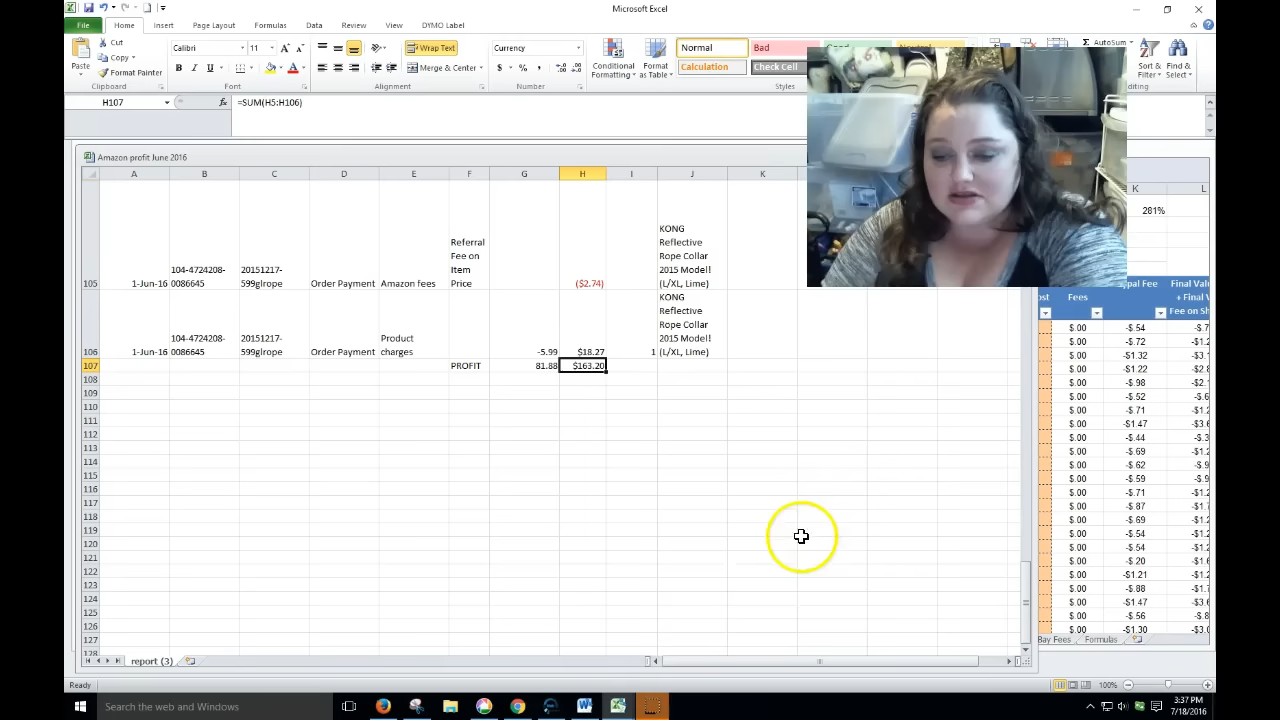 Microsoft Excel
File Home Insert Page Layout Formulas Data Review View DYMO Label
Cut
Copy
Format Painter
Paste
Clipboard
Calibri 11
B I U
Font
Wrap Text
Merge & Center
Alignment
Currency
$ % ,
Number
Conditional Formatting
Format as Table
Normal Bad
Calculation Check Cell
Styles
AutoSum
Sort & Filter
Find & Select
H107 fx =SUM(H5:H106)
Amazon profit June 2016
A B C D E F G H I J K
105 1-Jun-16 104-4724208-0086645 20151217-599glrope Order Payment Amazon fees Referral Fee on Item Price ($2.74) KONG Reflective Rope Collar 2015 Model! (L/XL, Lime)
106 1-Jun-16 104-4724208-0086645 20151217-599glrope Order Payment Product charges -5.99 $18.27 1 KONG Reflective Rope Collar 2015 Model! (L/XL, Lime)
107 PROFIT 81.88 $163.20
108
109
110
111
112
113
114
115
116
117
118
119
120
121
122
123
124
125
126
127
128
K L
281%
Fees
Final
Fee on
$.00 -$.54
$.00 -$.72
$.00 -$1.32
$.00 -$1.22
$.00 -$.98
$.00 -$.52
$.00 -$.71
$.00 -$1.47
$.00 -$.44
$.00 -$.69
$.00 -$.62
$.00 -$.59
$.00 -$.71
$.00 -$.87
$.00 -$.69
$.00 -$.54
$.00 -$.54
$.00 -$.20
$.00 -$1.21
$.00 -$.88
$.00 -$1.47
$.00 -$.56
$.00 -$1.30
Bay Fees Formulas
report (3)
Ready 100%
Search the web and Windows
3:37 PM
7/18/2016